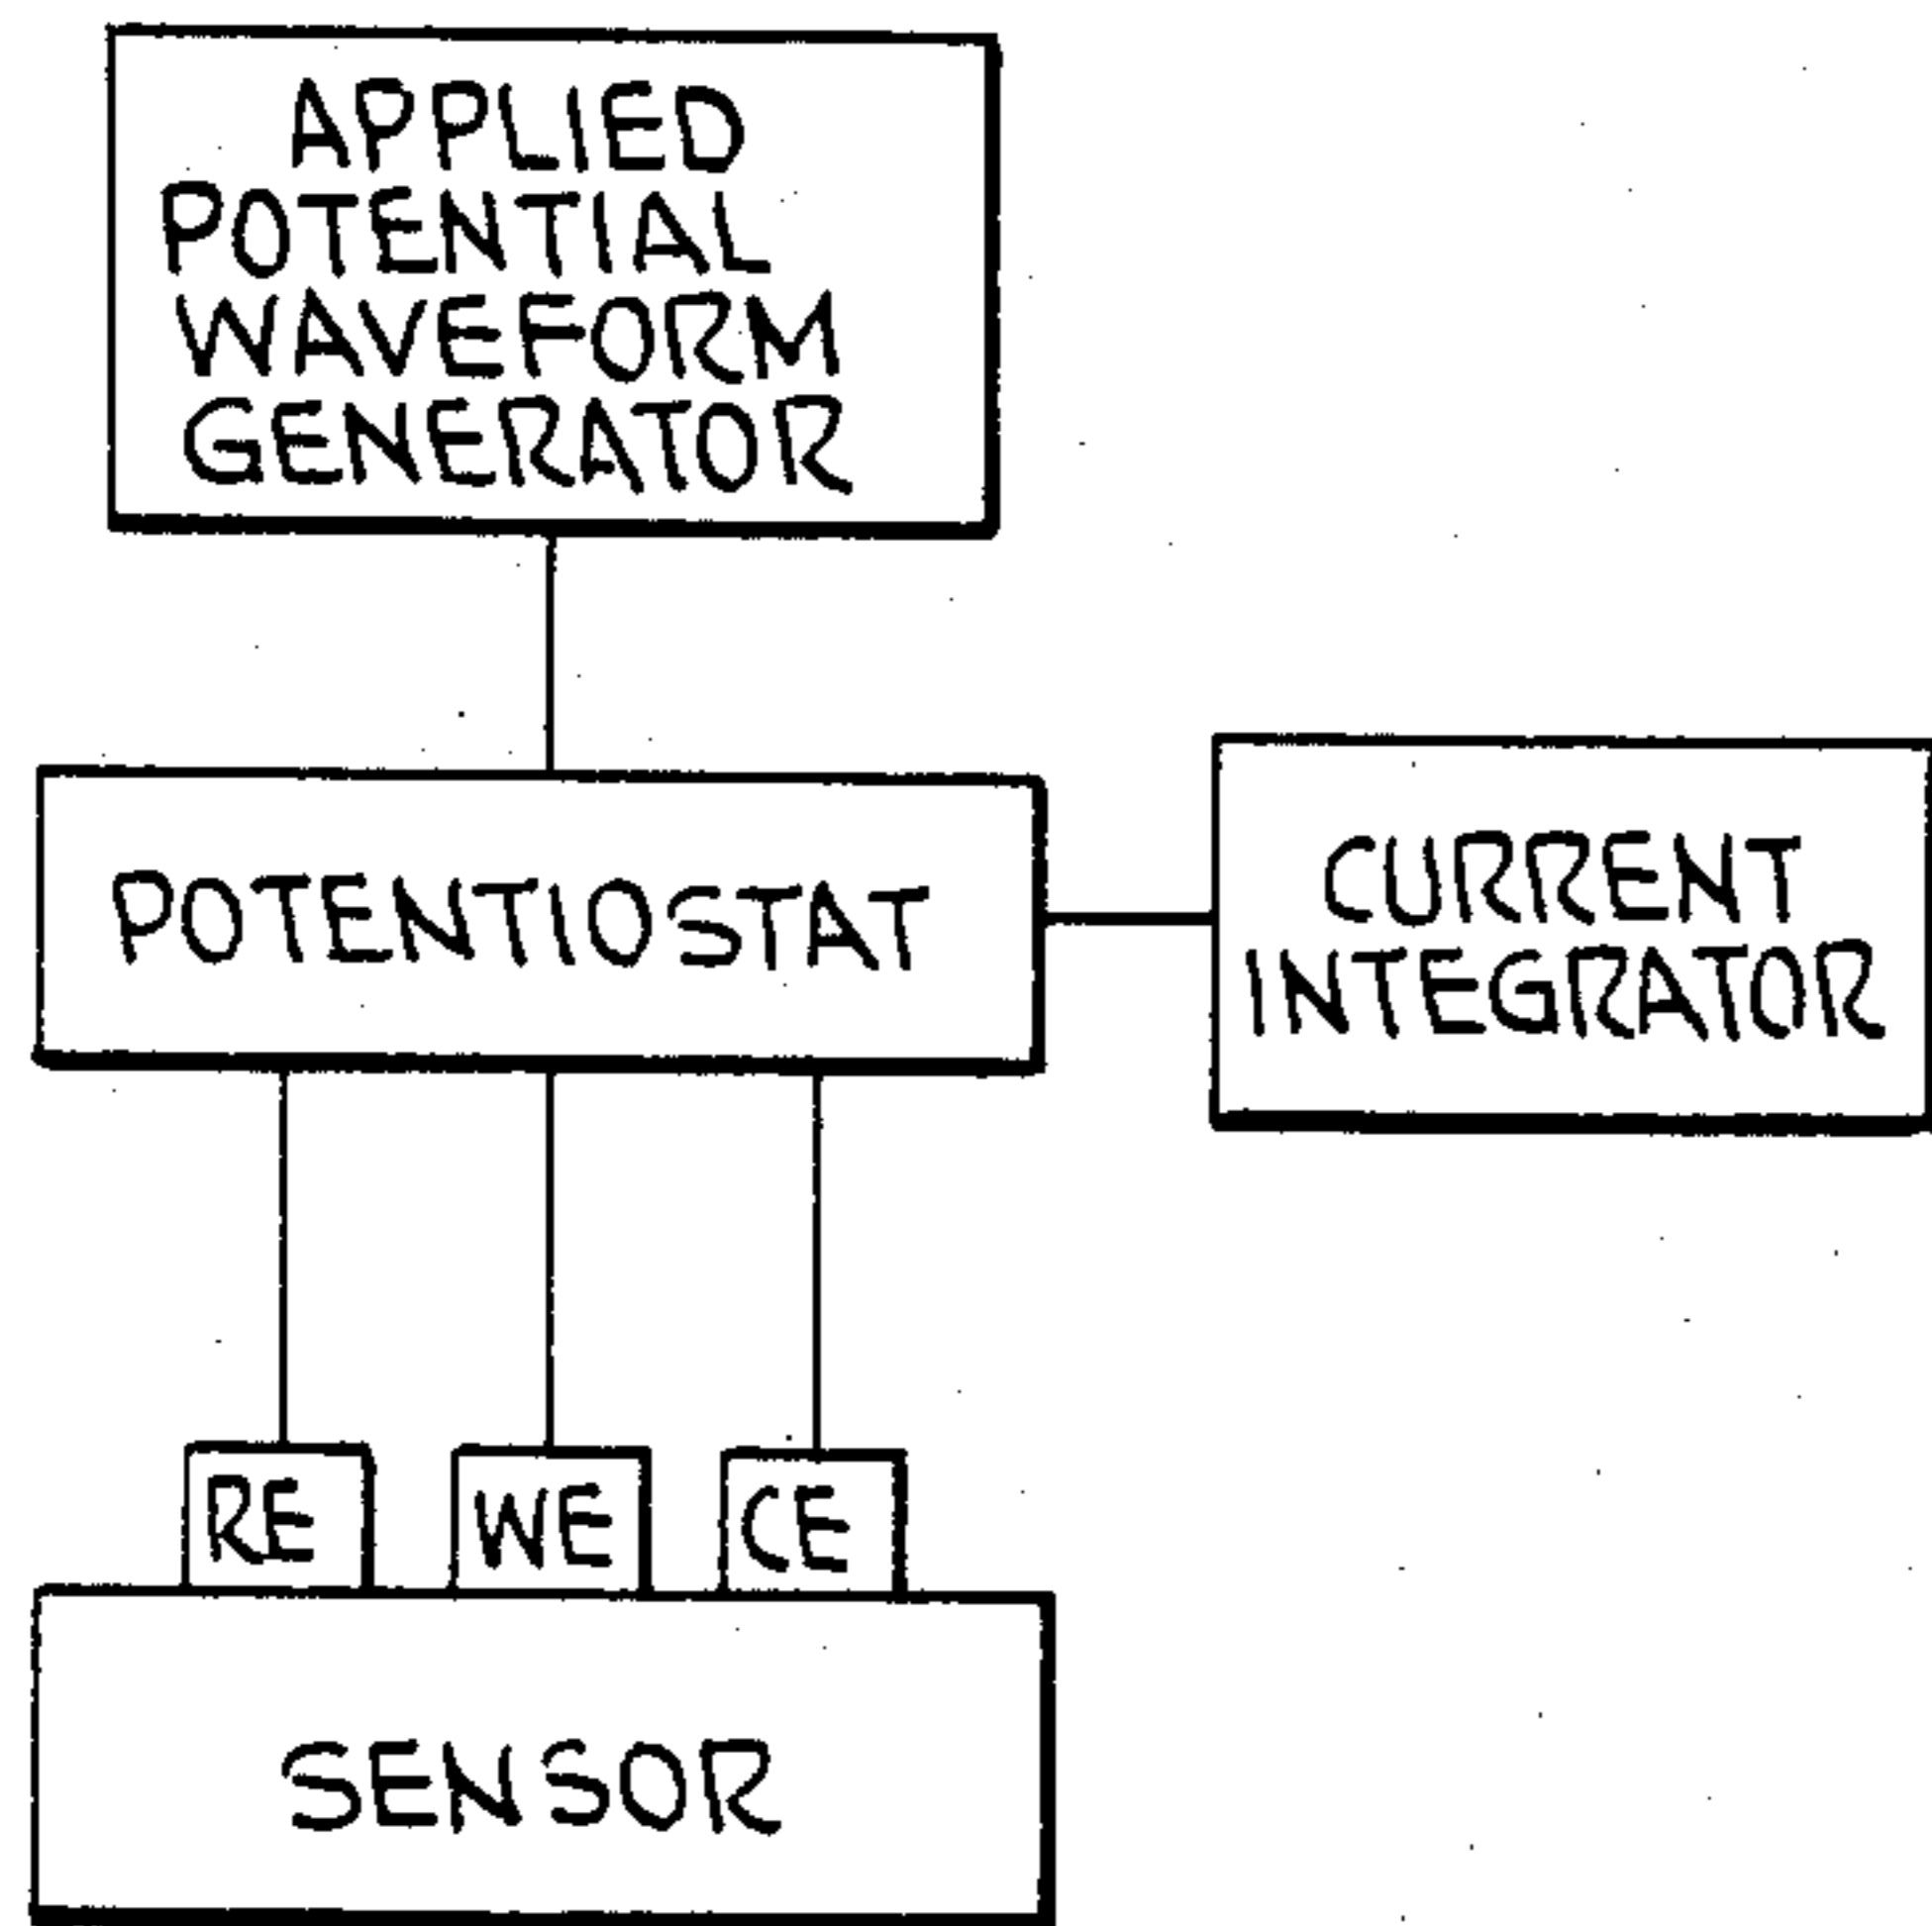 APPLIED
POTENTIAL
WAVEFORM
GENERATOR
POTENTIOSTAT
CURRENT
INTEGRATOR
RE
WE
CE
SENSOR